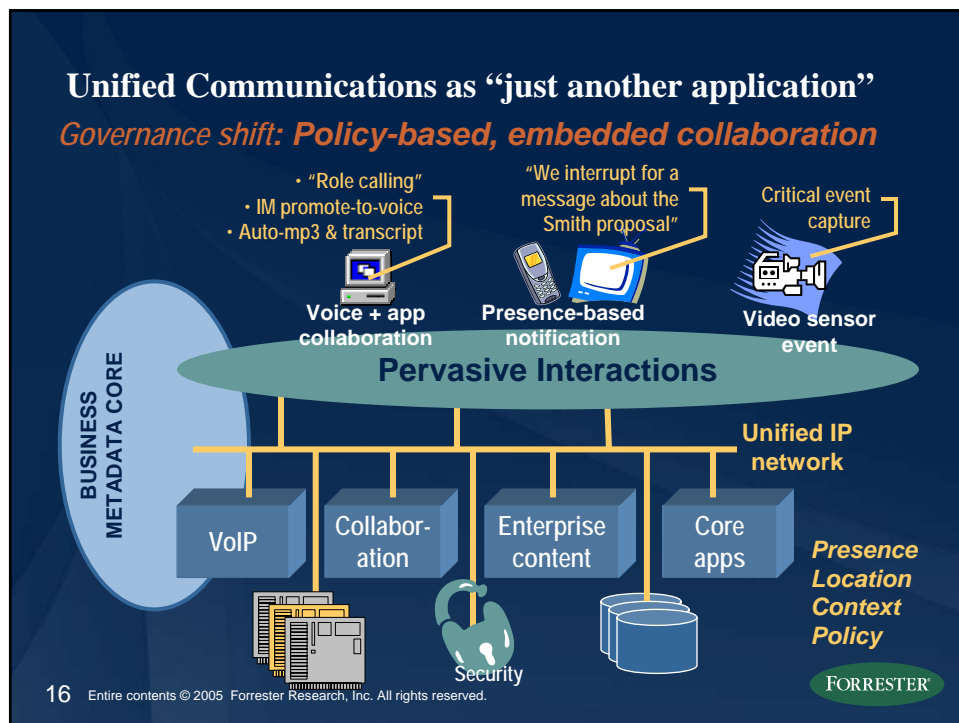 Unified Communications as “just another application”
Governance shift: Policy-based, embedded collaboration
• “Role calling”
• IM promote-to-voice
• Auto-mp3 & transcript
“We interrupt for a
message about the
Smith proposal”
Critical event
capture
Voice + app
collaboration
Presence-based
notification
Video sensor
event
Pervasive Interactions
BUSINESS
METADATA CORE
Unified IP
network
VoIP
Collabor-
ation
Enterprise
content
Core
apps
Presence
Location
Context
Policy
Security
16 Entire contents © 2005 Forrester Research, Inc. All rights reserved.
FORRESTER®